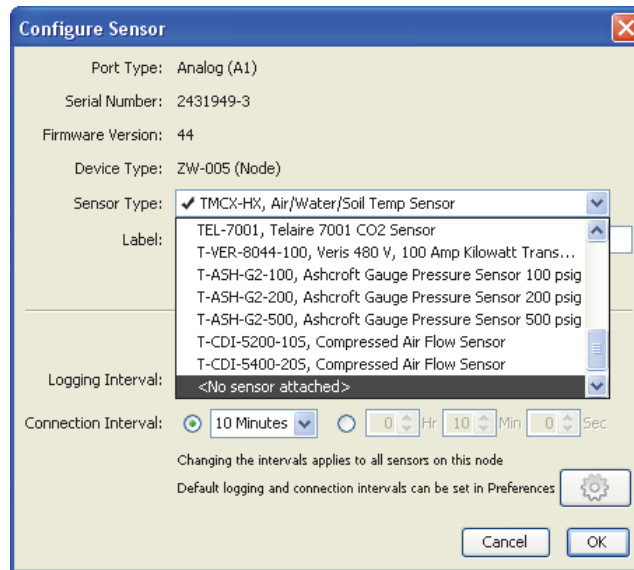 Configure Sensor
Port Type: Analog (A1)
Serial Number: 2431949-3
Firmware Version: 44
Device Type: ZW-005 (Node)
Sensor Type: ✔ TMCX-HX, Air/Water/Soil Temp Sensor
TEL-7001, Telaire 7001 CO2 Sensor
Label:
T-VER-8044-100, Veris 480 V, 100 Amp Kilowatt Trans...
T-ASH-G2-100, Ashcroft Gauge Pressure Sensor 100 psig
T-ASH-G2-200, Ashcroft Gauge Pressure Sensor 200 psig
T-ASH-G2-500, Ashcroft Gauge Pressure Sensor 500 psig
T-CDI-5200-10S, Compressed Air Flow Sensor
T-CDI-5400-20S, Compressed Air Flow Sensor
Logging Interval: <No sensor attached>
Connection Interval: 10 Minutes 0 Hr 10 Min 0 Sec
Changing the intervals applies to all sensors on this node
Default logging and connection intervals can be set in Preferences
Cancel OK